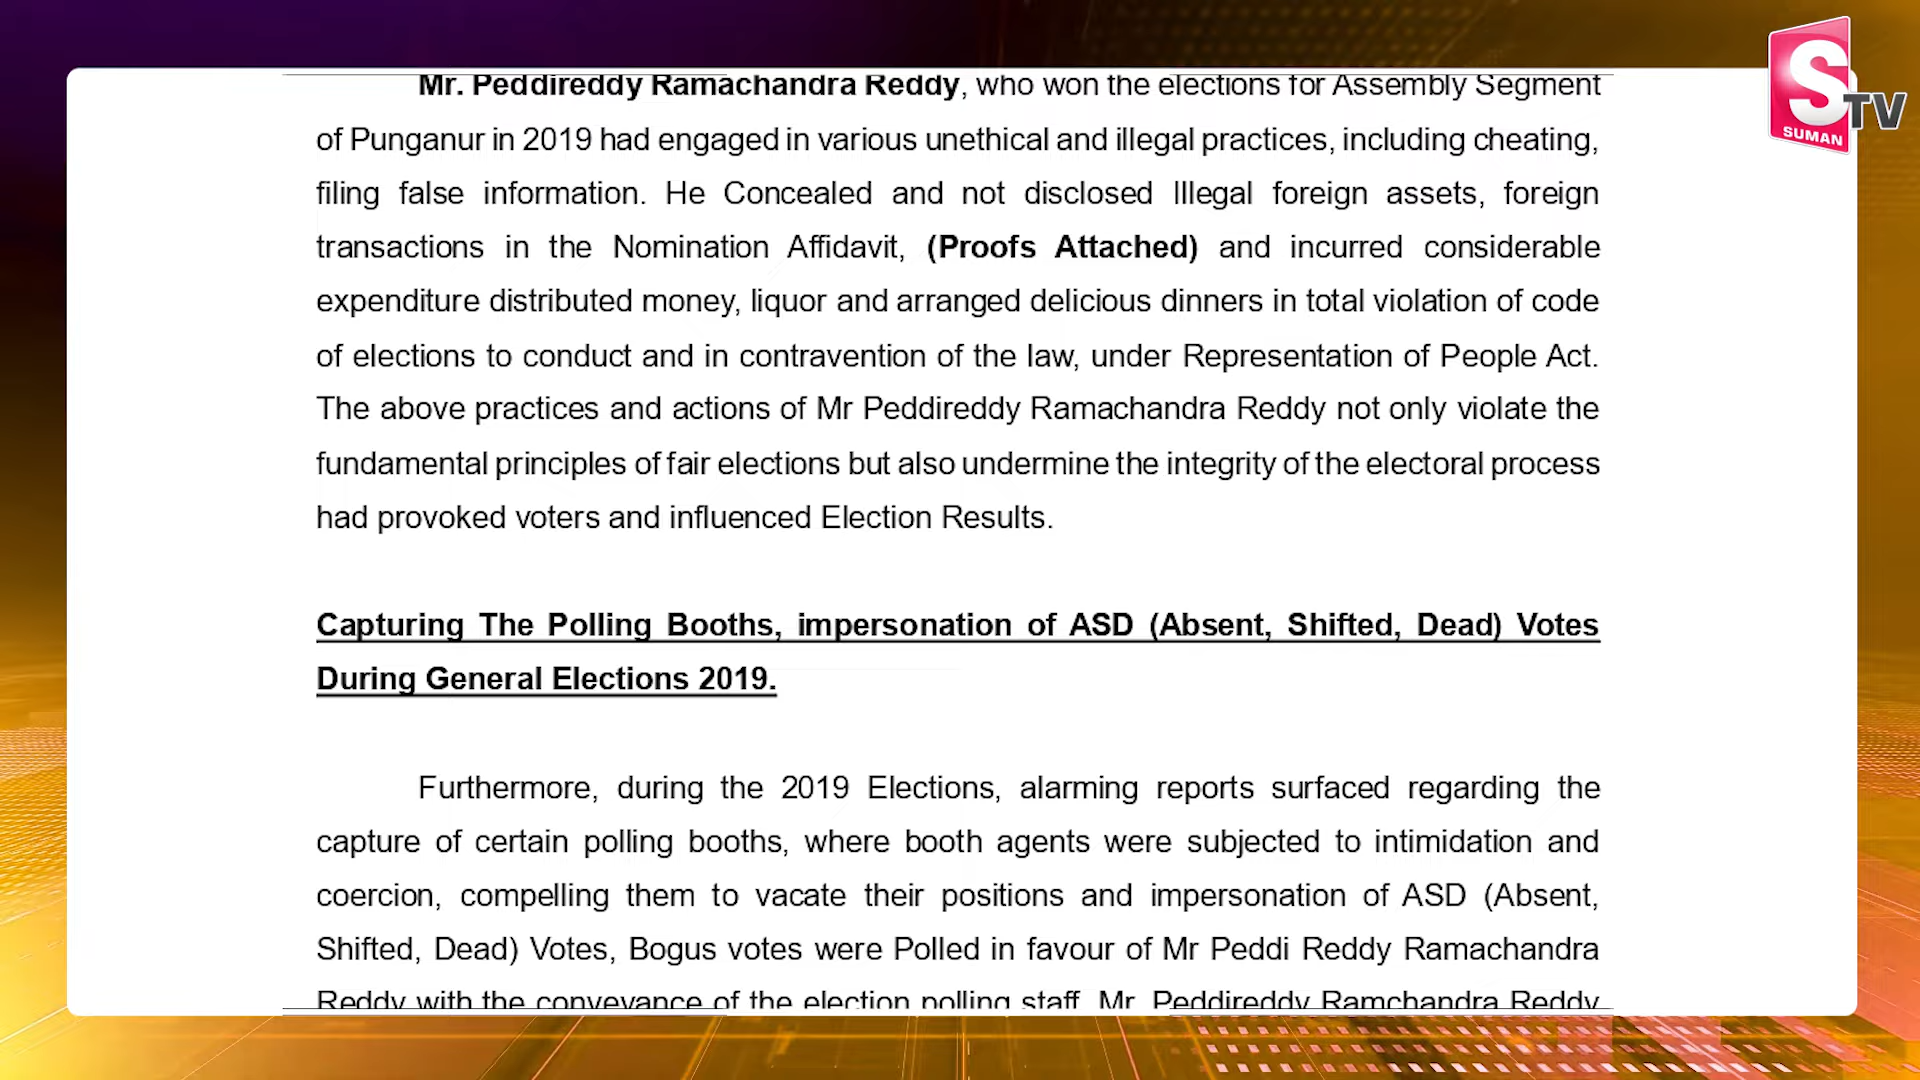 Mr. Peddireddy Ramachandra Reddy, who won the elections for Assembly Segment
of Punganur in 2019 had engaged in various unethical and illegal practices, including cheating,
filing false information. He Concealed and not disclosed Illegal foreign assets, foreign
transactions in the Nomination Affidavit, (Proofs Attached) and incurred considerable
expenditure distributed money, liquor and arranged delicious dinners in total violation of code
of elections to conduct and in contravention of the law, under Representation of People Act.
The above practices and actions of Mr Peddireddy Ramachandra Reddy not only violate the
fundamental principles of fair elections but also undermine the integrity of the electoral process
had provoked voters and influenced Election Results.
Capturing The Polling Booths, impersonation of ASD (Absent, Shifted, Dead) Votes
During General Elections 2019.
Furthermore, during the 2019 Elections, alarming reports surfaced regarding the
capture of certain polling booths, where booth agents were subjected to intimidation and
coercion, compelling them to vacate their positions and impersonation of ASD (Absent,
Shifted, Dead) Votes, Bogus votes were Polled in favour of Mr Peddi Reddy Ramachandra
Reddy with the conveyance of the election polling staff. Mr. Peddireddy Ramchandra Reddy
S TV
SUMAN